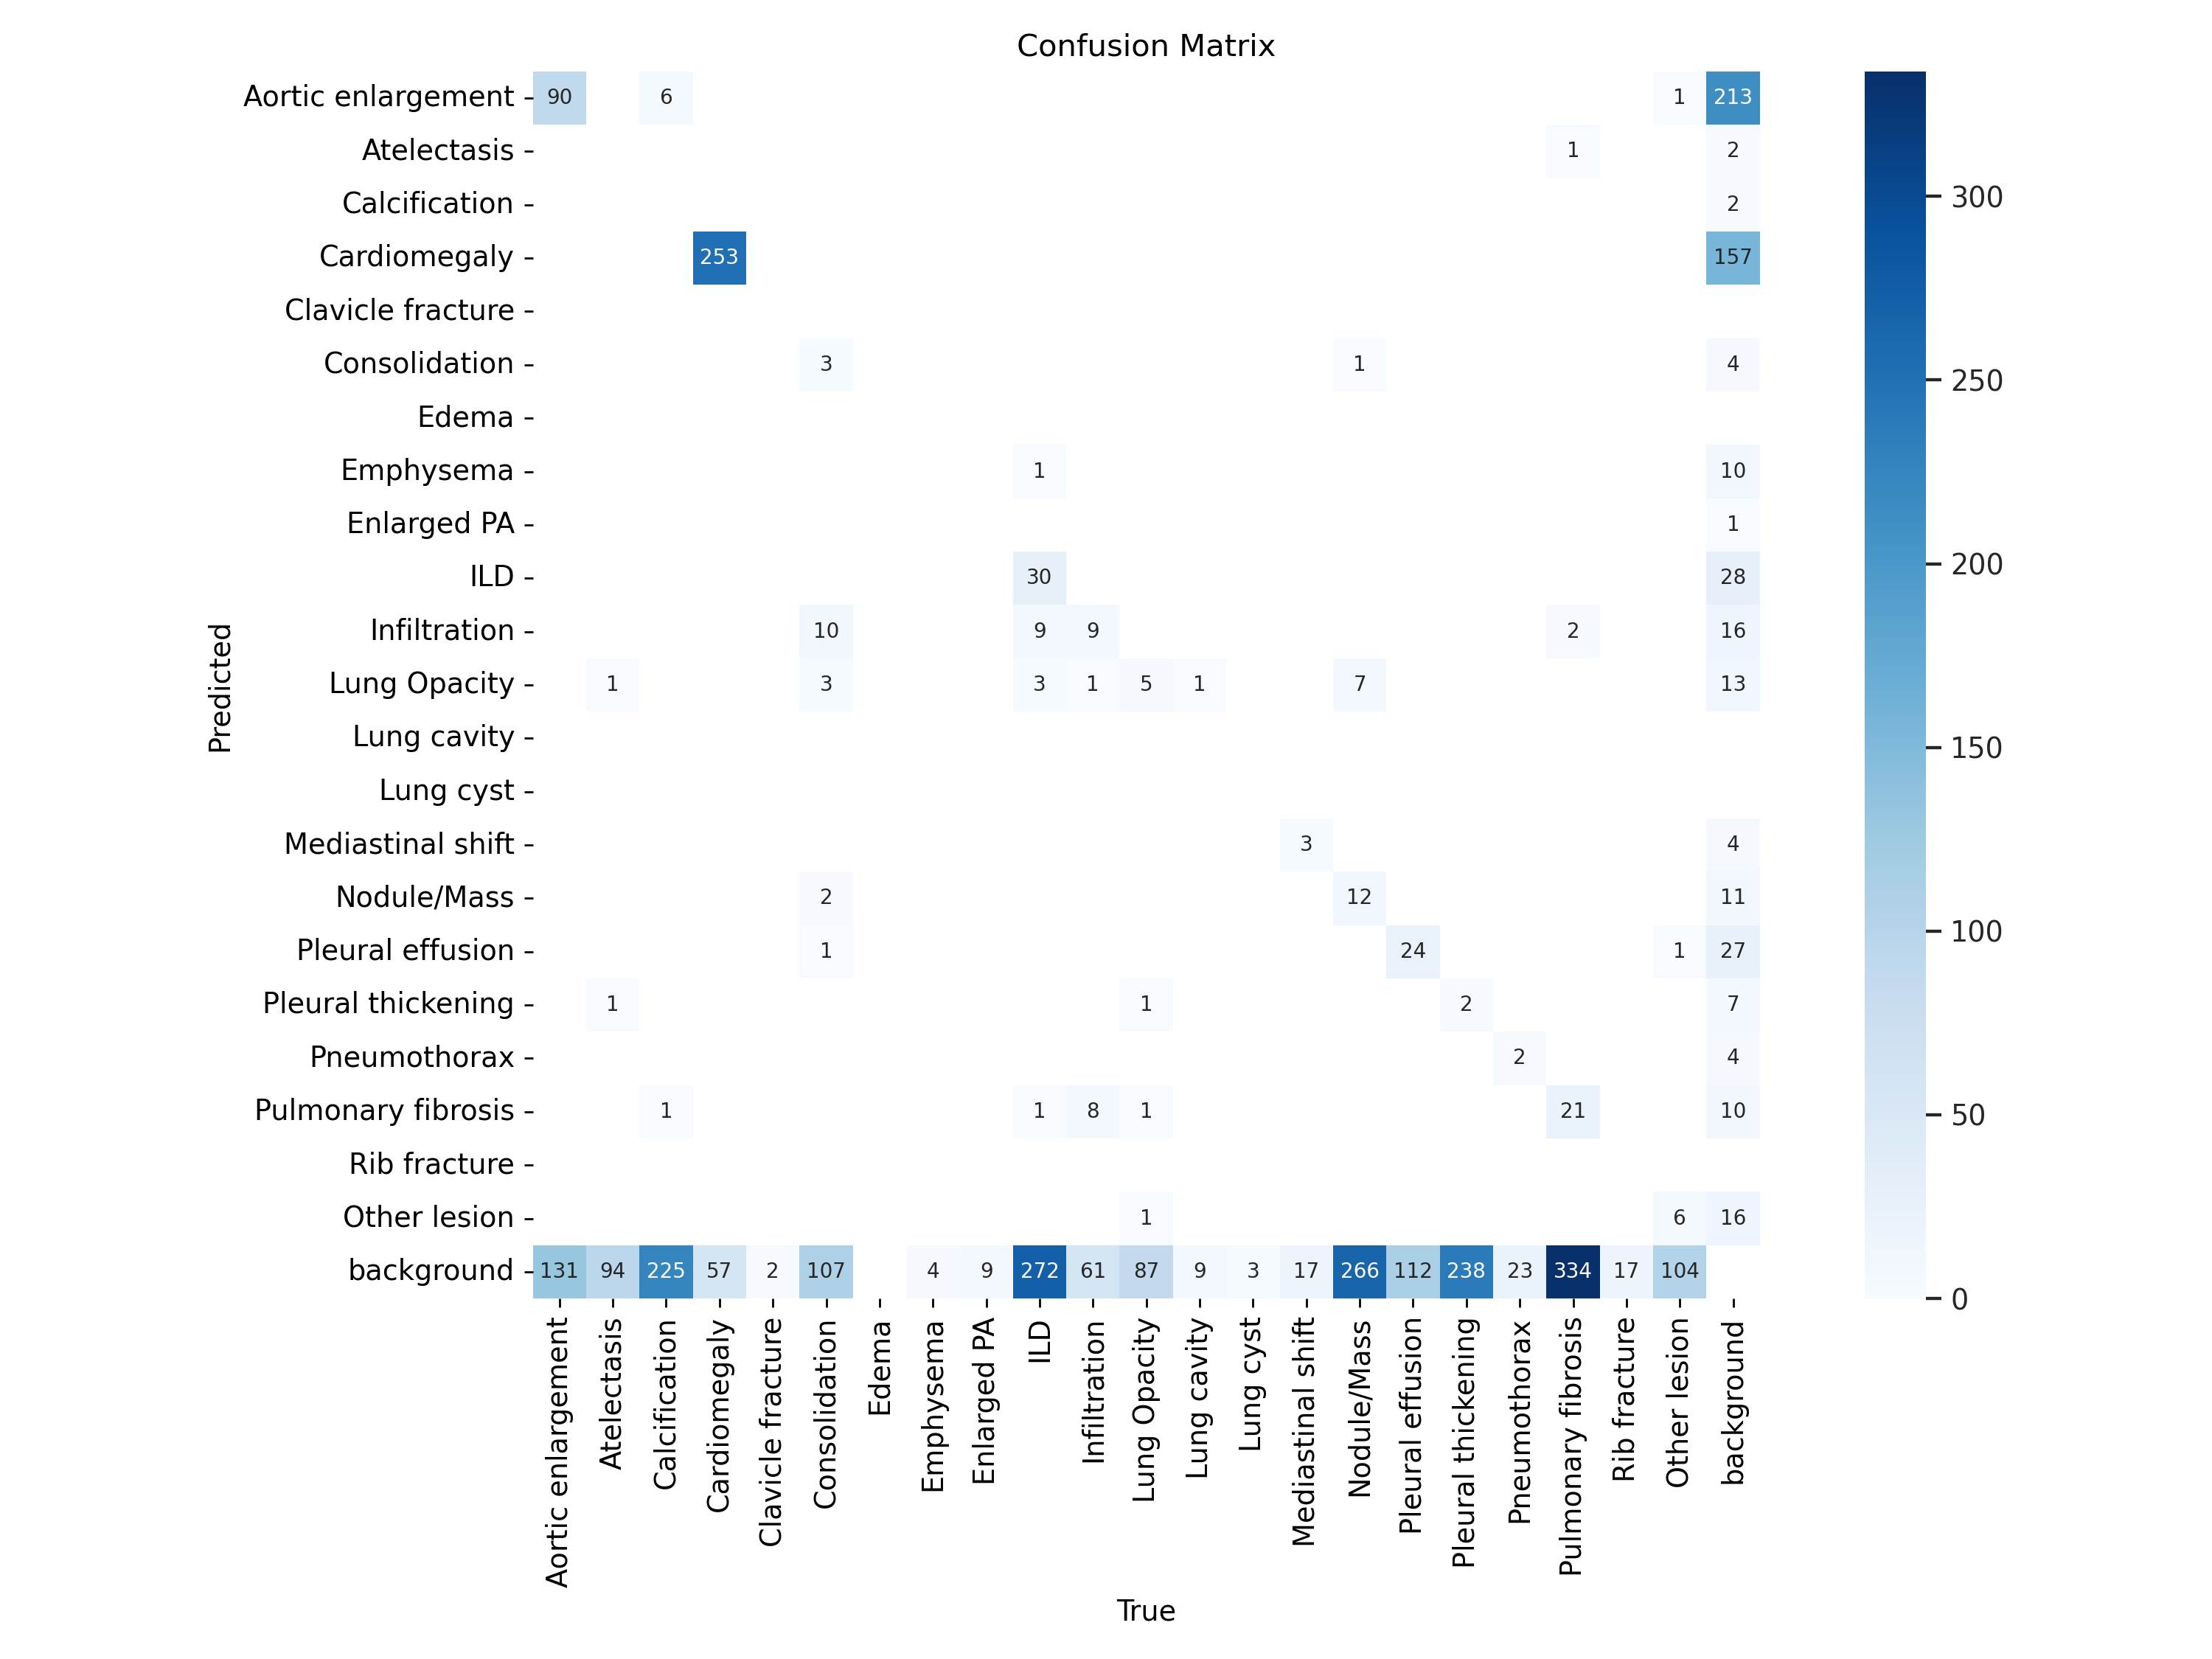 Confusion Matrix
Aortic enlargement 90 6 1 213
Atelectasis 1 2
Calcification 2
Cardiomegaly 253 157
Clavicle fracture
Consolidation 3 1 4
Edema
Emphysema 1 10
Enlarged PA 1
ILD 30 28
Infiltration 10 9 9 2 16
Lung Opacity 1 3 3 1 5 1 7 13
Lung cavity
Lung cyst
Mediastinal shift 3 4
Nodule/Mass 2 12 11
Pleural effusion 1 24 1 27
Pleural thickening 1 1 2 7
Pneumothorax 2 4
Pulmonary fibrosis 1 1 8 1 21 10
Rib fracture
Other lesion 1 6 16
background 131 94 225 57 2 107 4 9 272 61 87 9 3 17 266 112 238 23 334 17 104
Predicted
Aortic enlargement
Atelectasis
Calcification
Cardiomegaly
Clavicle fracture
Consolidation
Edema
Emphysema
Enlarged PA
ILD
Infiltration
Lung Opacity
Lung cavity
Lung cyst
Mediastinal shift
Nodule/Mass
Pleural effusion
Pleural thickening
Pneumothorax
Pulmonary fibrosis
Rib fracture
Other lesion
background
True
300
250
200
150
100
50
0